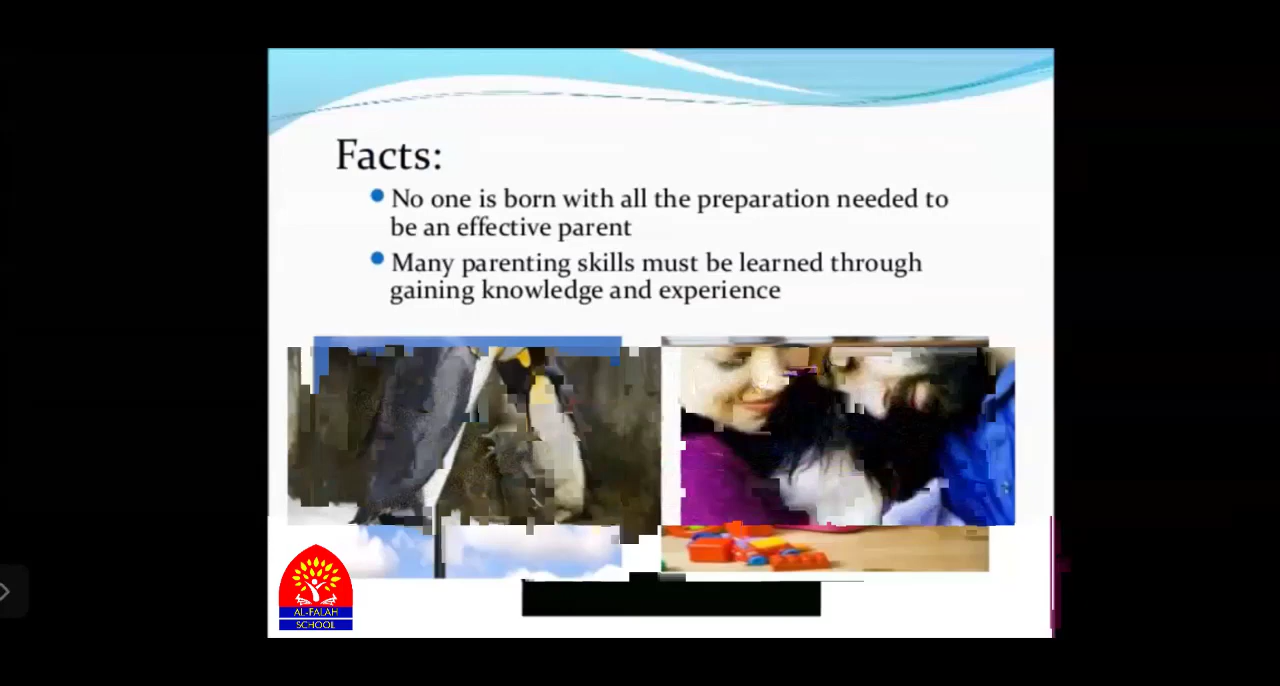 Facts:
No one is born with all the preparation needed to
be an effective parent
Many parenting skills must be learned through
gaining knowledge and experience
AL-FALAH
SCHOOL